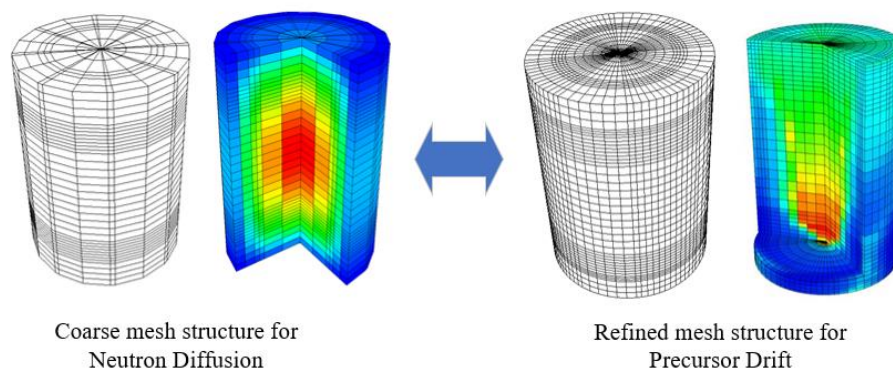 Coarse mesh structure for
Neutron Diffusion
Refined mesh structure for
Precursor Drift